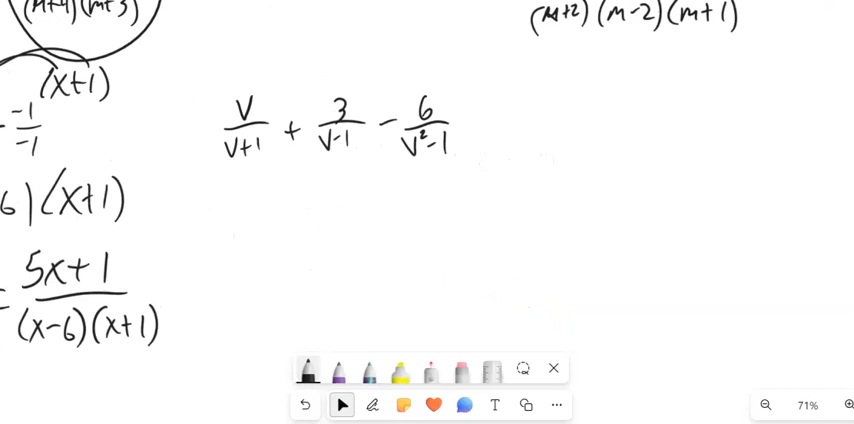 (m+4)(m+3)
(m+2)(m-2)(m+1)
(x+1)
-1/-1
v/(v+1) + 3/(v-1) - 6/(v²-1)
6)(x+1)
= (5x+1)/((x-6)(x+1))
T
71%